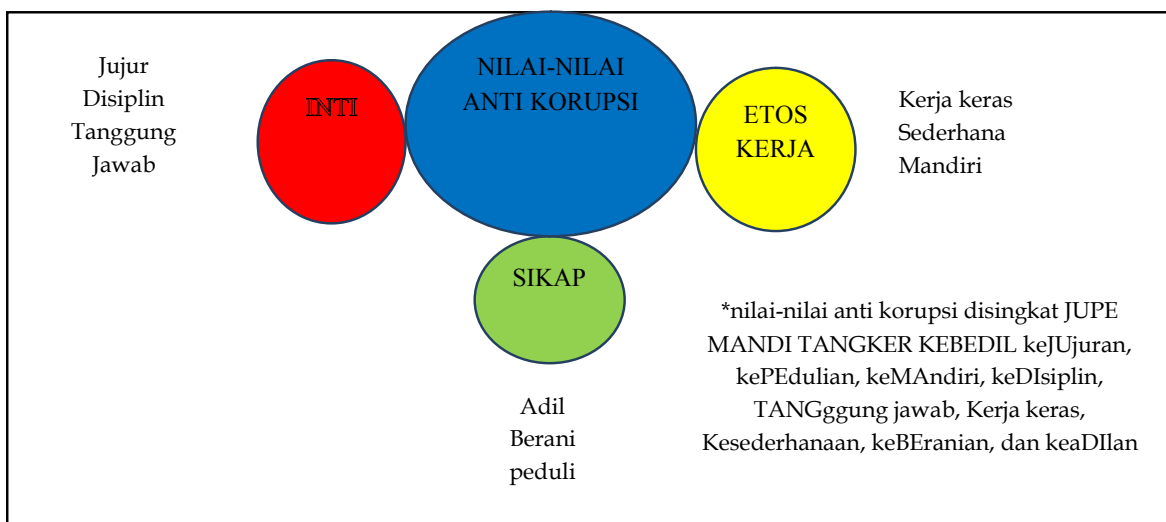 Jujur
Disiplin
Tanggung
Jawab
INTI
NILAI-NILAI
ANTI KORUPSI
ETOS
KERJA
Kerja keras
Sederhana
Mandiri
SIKAP
Adil
Berani
peduli
*nilai-nilai anti korupsi disingkat JUPE
MANDI TANGKER KEBEDIL keJUjuran,
kePEdulian, keMAndiri, keDIsiplin,
TANGggung jawab, Kerja keras,
Kesederhanaan, keBEranian, dan keaDIlan